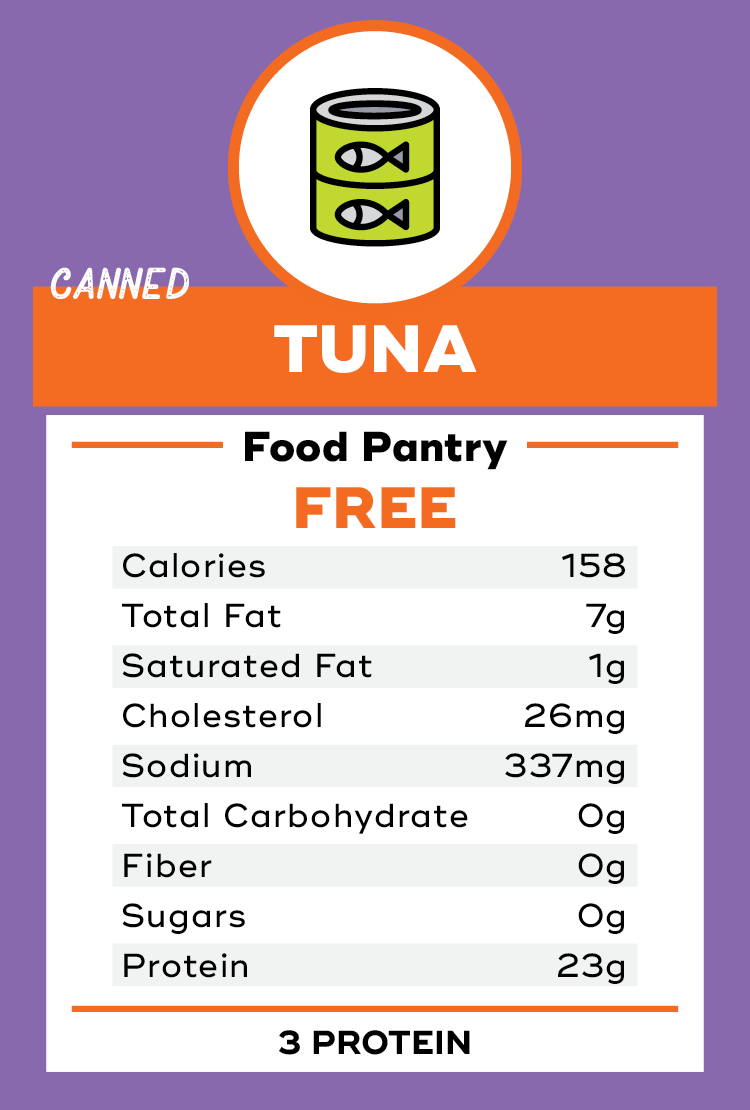 CANNED
TUNA
Food Pantry
FREE
Calories 158
Total Fat 7g
Saturated Fat 1g
Cholesterol 26mg
Sodium 337mg
Total Carbohydrate 0g
Fiber 0g
Sugars 0g
Protein 23g
3 PROTEIN